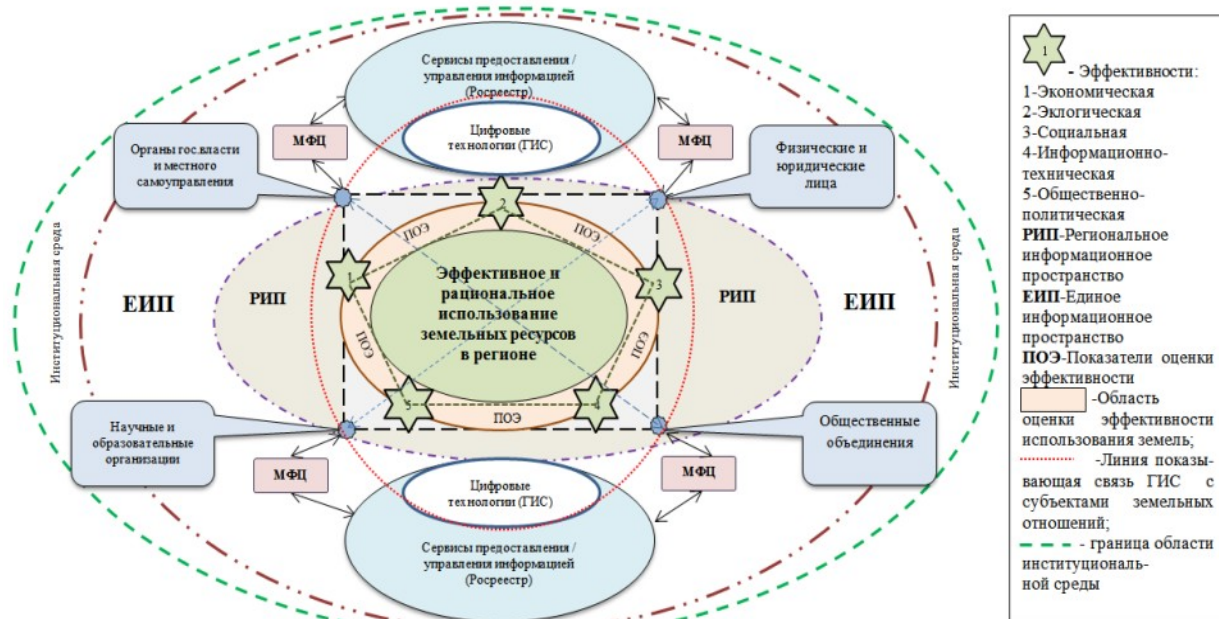 Сервисы предоставления /
управления информацией
(Росреестр)
Цифровые
технологии (ГИС)
МФЦ
МФЦ
Органы гос.власти
и местного
самоуправления
Физические и
юридические
лица
Институциональная среда
ЕИП
РИП
ПОЭ
2
ПОЭ
1
3
Эффективное и
рациональное
использование
земельных ресурсов
в регионе
РИП
ЕИП
Институциональная среда
ПОЭ
ПОЭ
5
ПОЭ
4
Научные и
образовательные
организации
Общественные
объединения
МФЦ
МФЦ
Цифровые
технологии (ГИС)
Сервисы предоставления /
управления информацией
(Росреестр)
1
- Эффективности:
1-Экономическая
2-Эклогическая
3-Социальная
4-Информационно-
техническая
5-Общественно-
политическая
РИП-Региональное
информационное
пространство
ЕИП-Единое
информационное
пространство
ПОЭ-Показатели оценки
эффективности
-Область
оценки эффективности
использования земель;
-Линия показы-
вающая связь ГИС с
субъектами земельных
отношений;
- граница области
институциональ-
ной среды